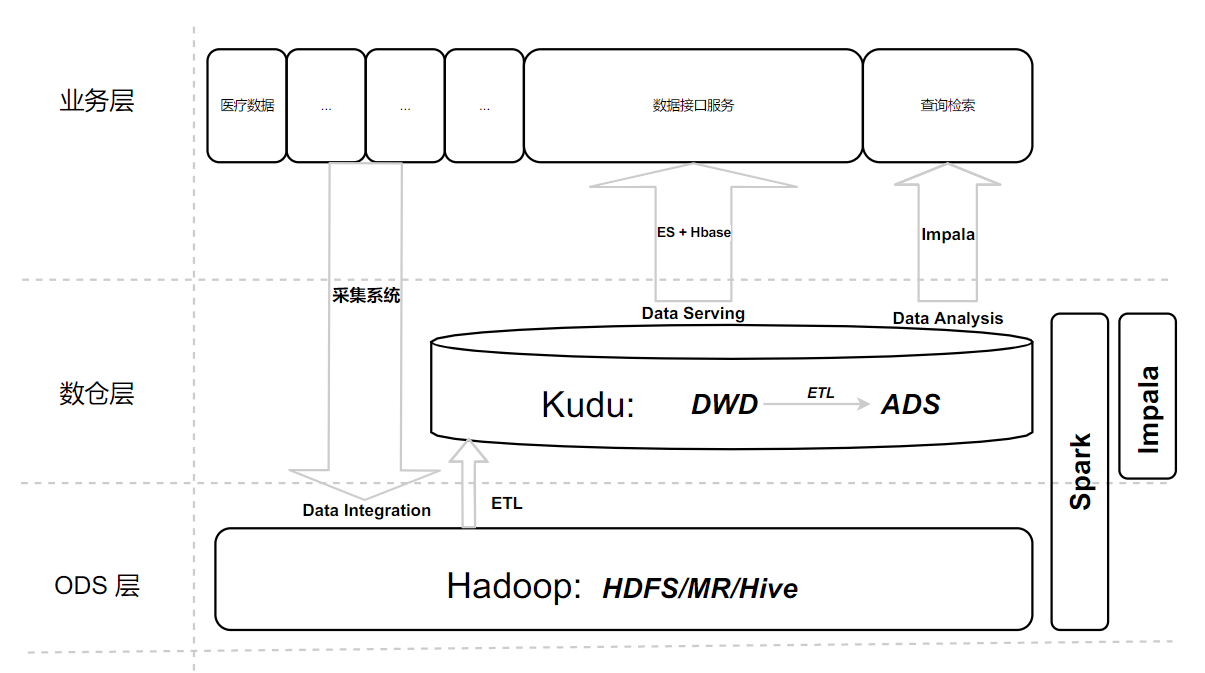 业务层
医疗数据
...
...
...
数据接口服务
查询检索
ES + Hbase
Impala
采集系统
Data Serving
Data Analysis
数仓层
Kudu: DWD ETL ADS
Spark
Impala
Data Integration
ETL
ODS 层
Hadoop: HDFS/MR/Hive